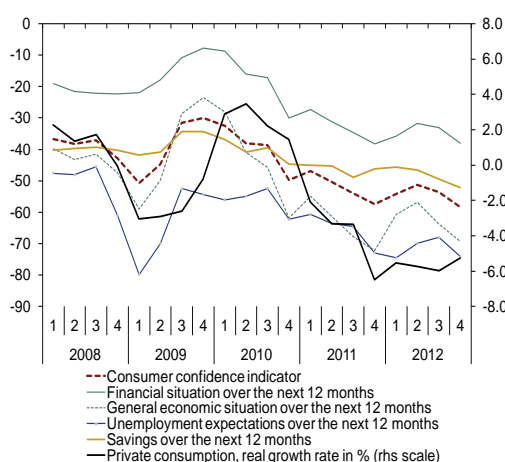 0 8.0
-10 6.0
-20 4.0
-30 2.0
-40 0.0
-50 -2.0
-60 -4.0
-70 -6.0
-80 -8.0
-90
1 2 3 4 1 2 3 4 1 2 3 4 1 2 3 4 1 2 3 4
2008 2009 2010 2011 2012
Consumer confidence indicator
Financial situation over the next 12 months
General economic situation over the next 12 months
Unemployment expectations over the next 12 months
Savings over the next 12 months
Private consumption, real growth rate in % (rhs scale)